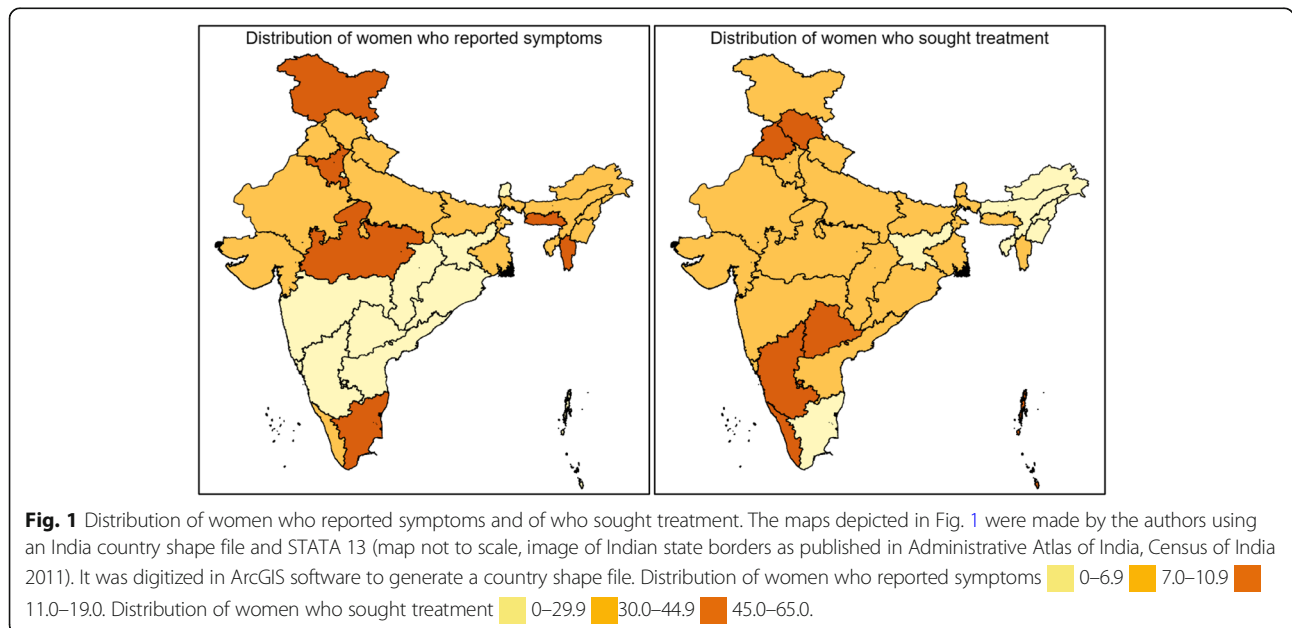 Distribution of women who reported symptoms
Distribution of women who sought treatment
Fig. 1 Distribution of women who reported symptoms and of who sought treatment. The maps depicted in Fig. 1 were made by the authors using
an India country shape file and STATA 13 (map not to scale, image of Indian state borders as published in Administrative Atlas of India, Census of India
2011). It was digitized in ArcGIS software to generate a country shape file. Distribution of women who reported symptoms 0–6.9 7.0–10.9
11.0–19.0. Distribution of women who sought treatment 0–29.9 30.0–44.9 45.0–65.0.